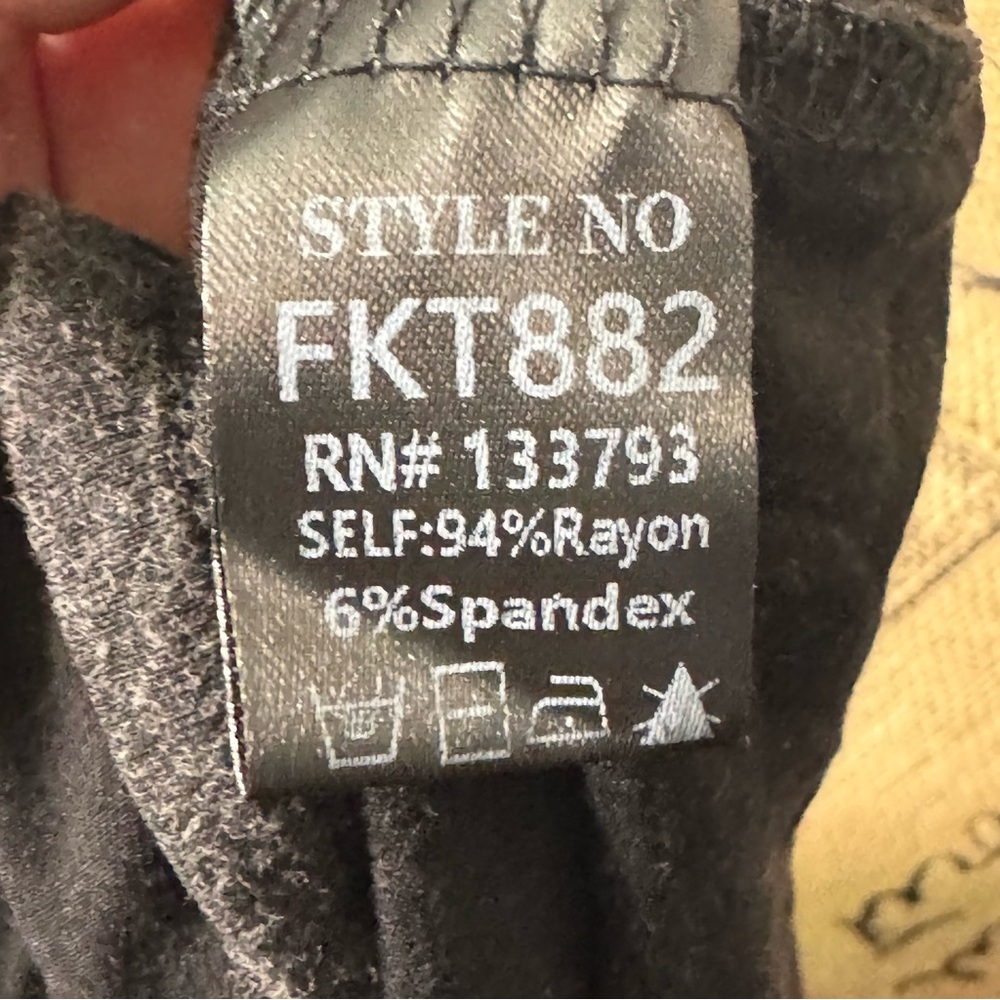 STYLE NO
FKT882
RN# 133793
SELF:94%Rayon
6%Spandex